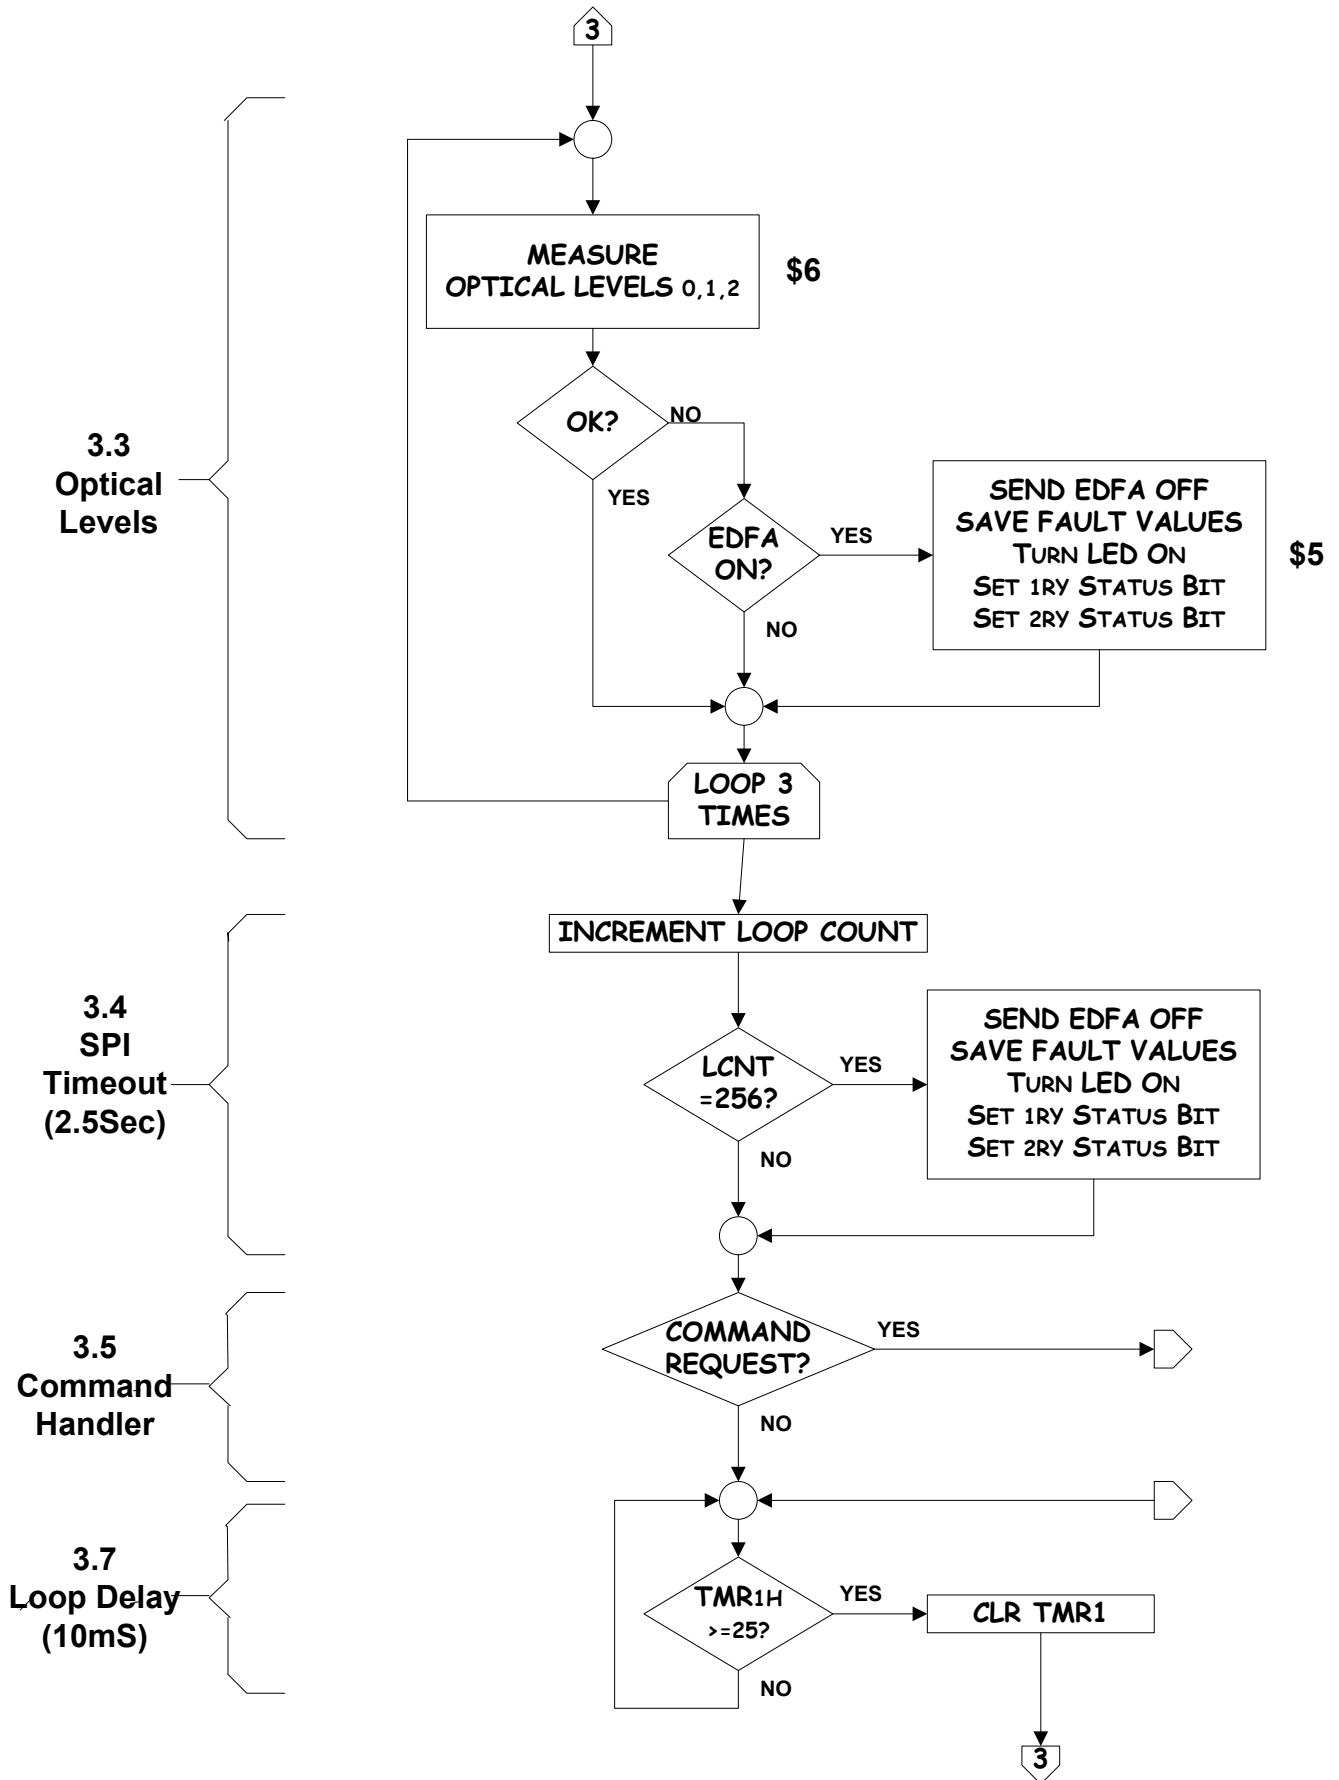 3
MEASURE
OPTICAL LEVELS 0,1,2
$6
OK?
NO
YES
3.3
Optical
Levels
EDFA
ON?
YES
NO
SEND EDFA OFF
SAVE FAULT VALUES
TURN LED ON
SET 1RY STATUS BIT
SET 2RY STATUS BIT
$5
LOOP 3
TIMES
INCREMENT LOOP COUNT
3.4
SPI
Timeout
(2.5Sec)
LCNT
=256?
YES
NO
SEND EDFA OFF
SAVE FAULT VALUES
TURN LED ON
SET 1RY STATUS BIT
SET 2RY STATUS BIT
3.5
Command
Handler
COMMAND
REQUEST?
YES
NO
3.7
Loop Delay
(10mS)
TMR1H
>=25?
YES
NO
CLR TMR1
3